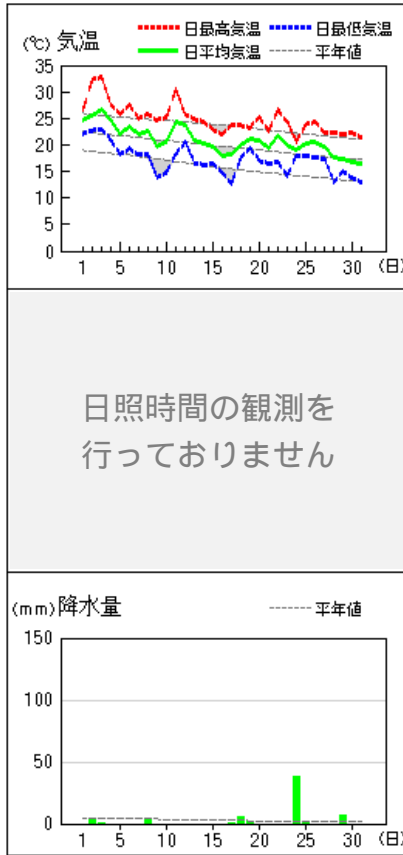 (℃) 気温
日最高気温 日最低気温
日平均気温 平年値
35
30
25
20
15
10
5
0
1 5 10 15 20 25 30 (日)
日照時間の観測を
行っておりません
(mm) 降水量 平年値
150
100
50
0
1 5 10 15 20 25 30 (日)